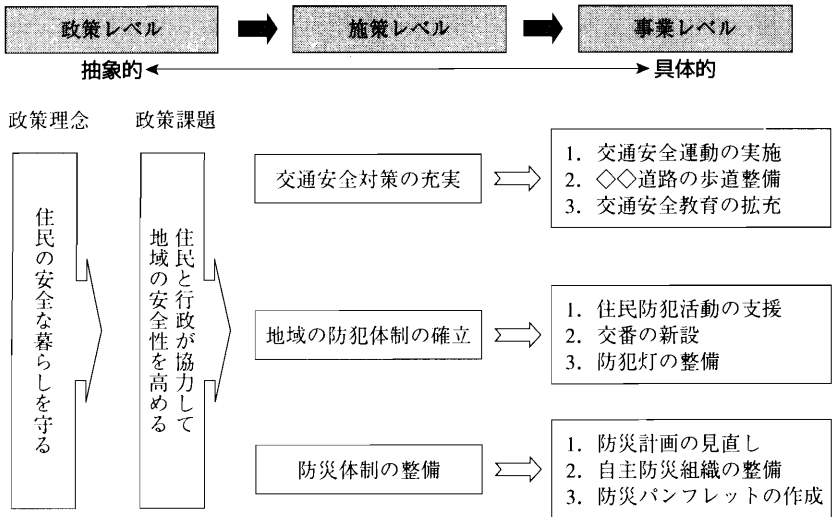 政策レベル
施策レベル
事業レベル
抽象的
具体的
政策理念
政策課題
住民の安全な暮らしを守る
住民と行政が協力して
地域の安全性を高める
交通安全対策の充実
1. 交通安全運動の実施
2. ◇◇道路の歩道整備
3. 交通安全教育の拡充
地域の防犯体制の確立
1. 住民防犯活動の支援
2. 交番の新設
3. 防犯灯の整備
防災体制の整備
1. 防災計画の見直し
2. 自主防災組織の整備
3. 防災パンフレットの作成